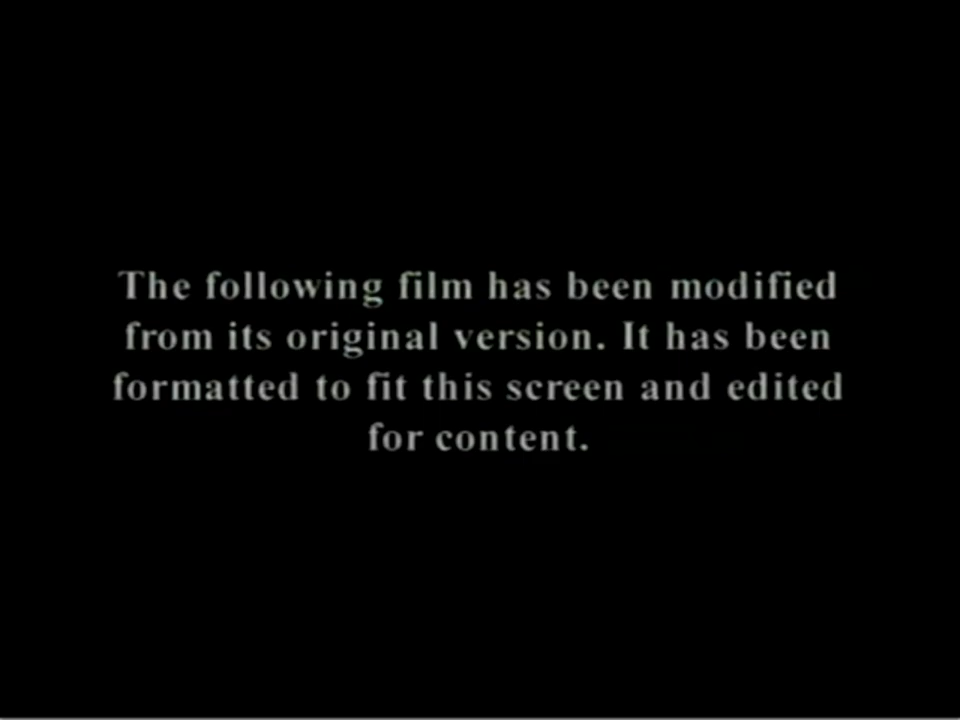 The following film has been modified
from its original version. It has been
formatted to fit this screen and edited
for content.